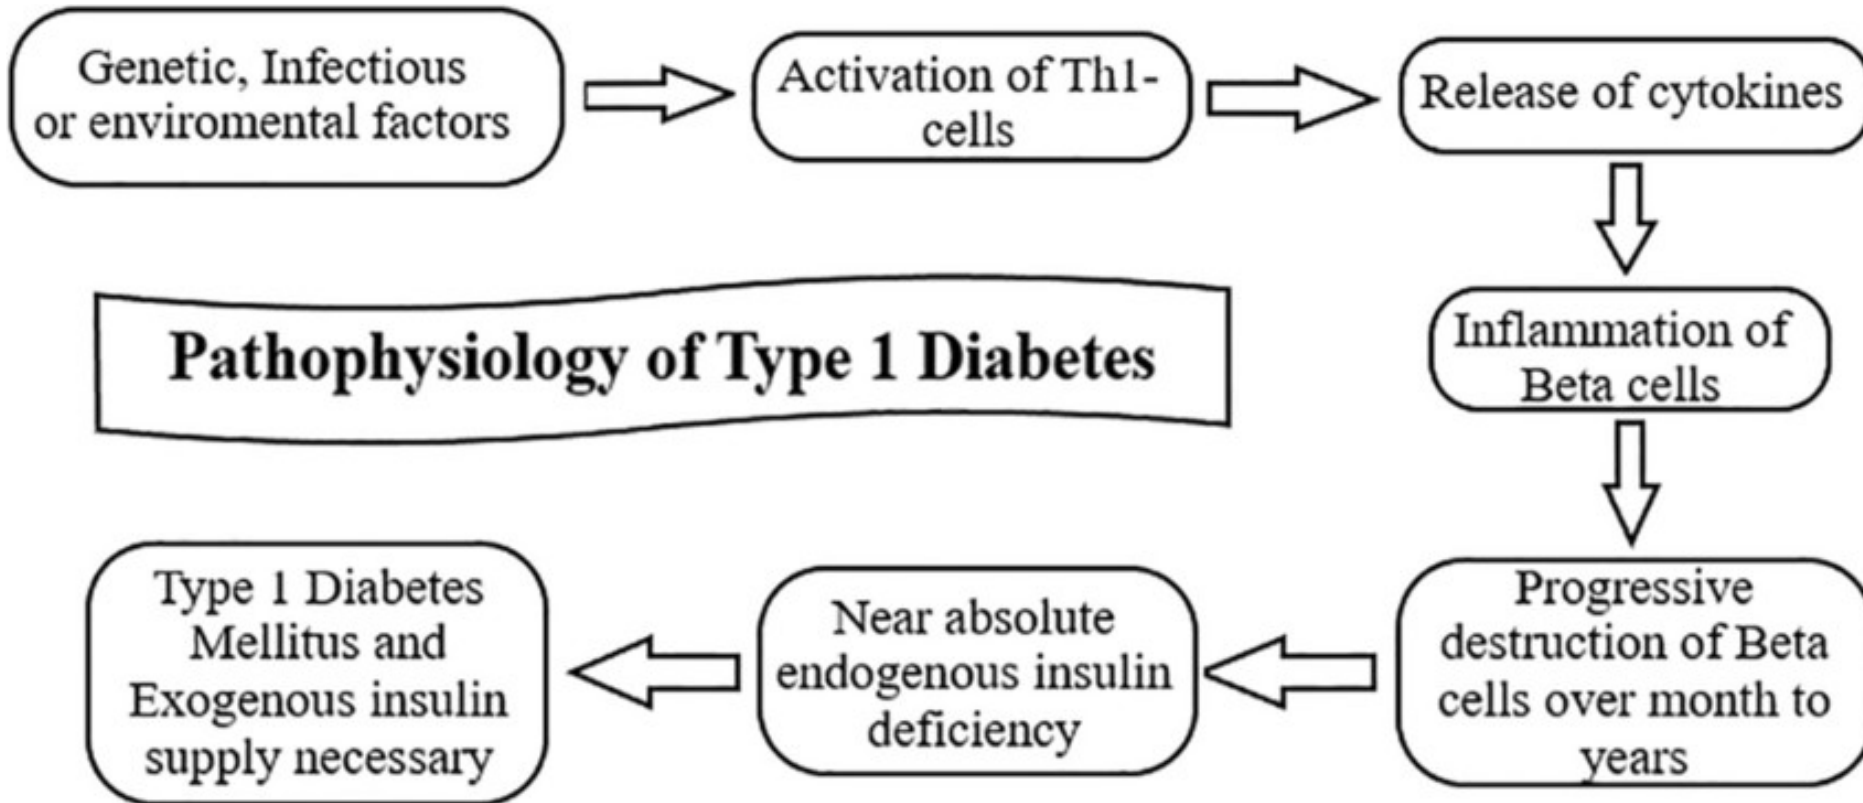 Genetic, Infectious
or enviromental factors
Activation of Th1-
cells
Release of cytokines
Inflammation of
Beta cells
Pathophysiology of Type 1 Diabetes
Progressive
destruction of Beta
cells over month to
years
Near absolute
endogenous insulin
deficiency
Type 1 Diabetes
Mellitus and
Exogenous insulin
supply necessary